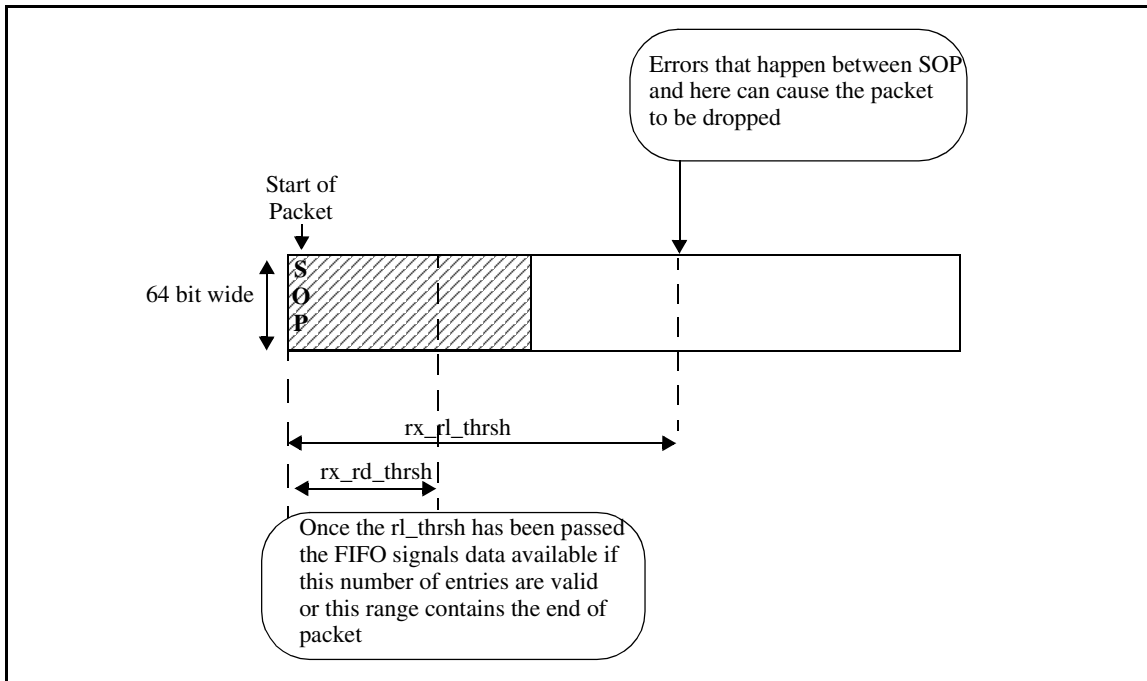 Errors that happen between SOP
and here can cause the packet
to be dropped
Start of
Packet
64 bit wide
S
O
P
rx_rl_thrsh
rx_rd_thrsh
Once the rl_thrsh has been passed
the FIFO signals data available if
this number of entries are valid
or this range contains the end of
packet